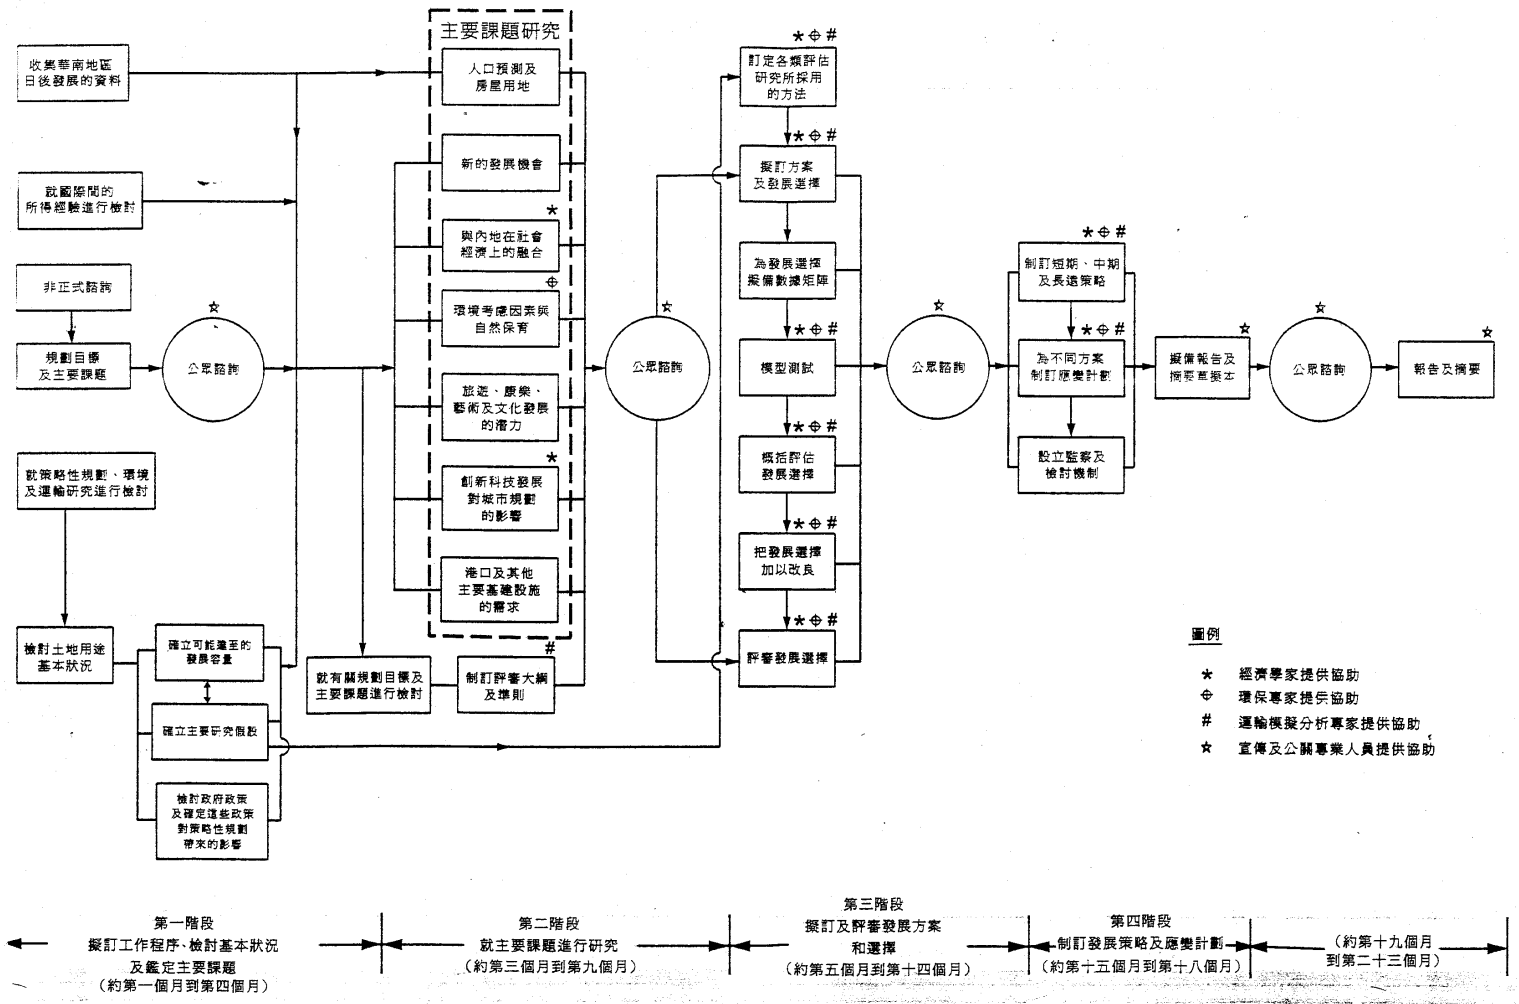 收集華南地區
日後發展的資料
就國際間的
所得經驗進行檢討
非正式諮詢
規劃目標
及主要課題
☆
公眾諮詢
就策略性規劃、環境
及運輸研究進行檢討
檢討土地用途
基本狀況
確立可能達至的
發展容量
確立主要研究假設
檢討政府政策
及確定這些政策
對策略性規劃
帶來的影響
主要課題研究
人口預測及
房屋用地
新的發展機會
*
與內地在社會
經濟上的融合
⊕
環境考慮因素與
自然保育
旅遊、康樂、
藝術及文化發展
的潛力
*
創新科技發展
對城市規劃
的影響
港口及其他
主要基建設施
的需求
就有關規劃目標及
主要課題進行檢討
#
制訂評審大綱
及準則
☆
公眾諮詢
* ⊕ #
訂定各類評估
研究所採用
的方法
* ⊕ #
擬訂方案
及發展選擇
為發展選擇
擬備數據矩陣
* ⊕ #
模型測試
* ⊕ #
概括評估
發展選擇
* ⊕ #
把發展選擇
加以改良
* ⊕ #
評審發展選擇
☆
公眾諮詢
* ⊕ #
制訂短期、中期
及長遠策略
* ⊕ #
為不同方案
制訂應變計劃
設立監察及
檢討機制
☆
擬備報告及
摘要草擬本
☆
公眾諮詢
☆
報告及摘要
圖例
* 經濟學家提供協助
⊕ 環保專家提供協助
# 運輸模擬分析專家提供協助
☆ 宣傳及公關專業人員提供協助
第一階段
擬訂工作程序、檢討基本狀況
及鑑定主要課題
(約第一個月到第四個月)
第二階段
就主要課題進行研究
(約第三個月到第九個月)
第三階段
擬訂及評審發展方案
和選擇
(約第五個月到第十四個月)
第四階段
制訂發展策略及應變計劃
(約第十五個月到第十八個月)
(約第十九個月
到第二十三個月)